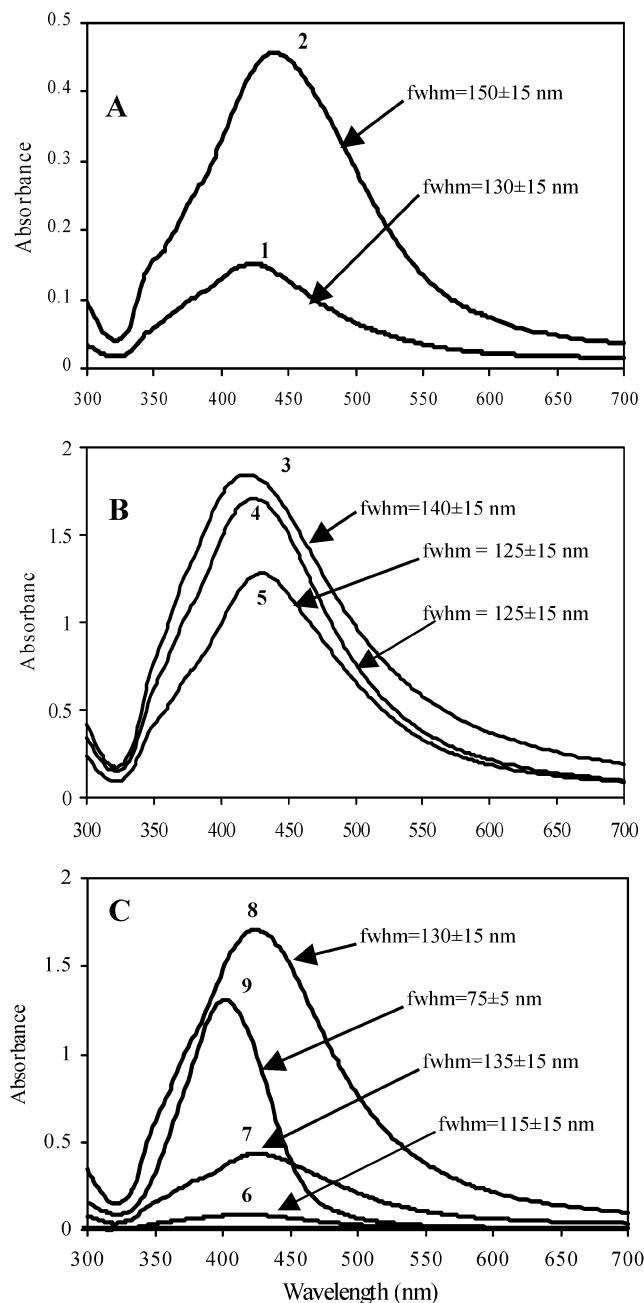 0.5
2
A
fwhm=150±15 nm
0.4
0.3
Absorbance
fwhm=130±15 nm
0.2
1
0.1
0
300 350 400 450 500 550 600 650 700
2
3
B
fwhm=140±15 nm
1.5
4
fwhm = 125±15 nm
Absorbanc
1
5
fwhm = 125±15 nm
0.5
0
300 350 400 450 500 550 600 650 700
2
C
8
fwhm=130±15 nm
1.5
9
fwhm=75±5 nm
Absorbance
1
fwhm=135±15 nm
7
fwhm=115±15nm
0.5
6
0
300 350 400 450 500 550 600 650 700
Wavelength (nm)